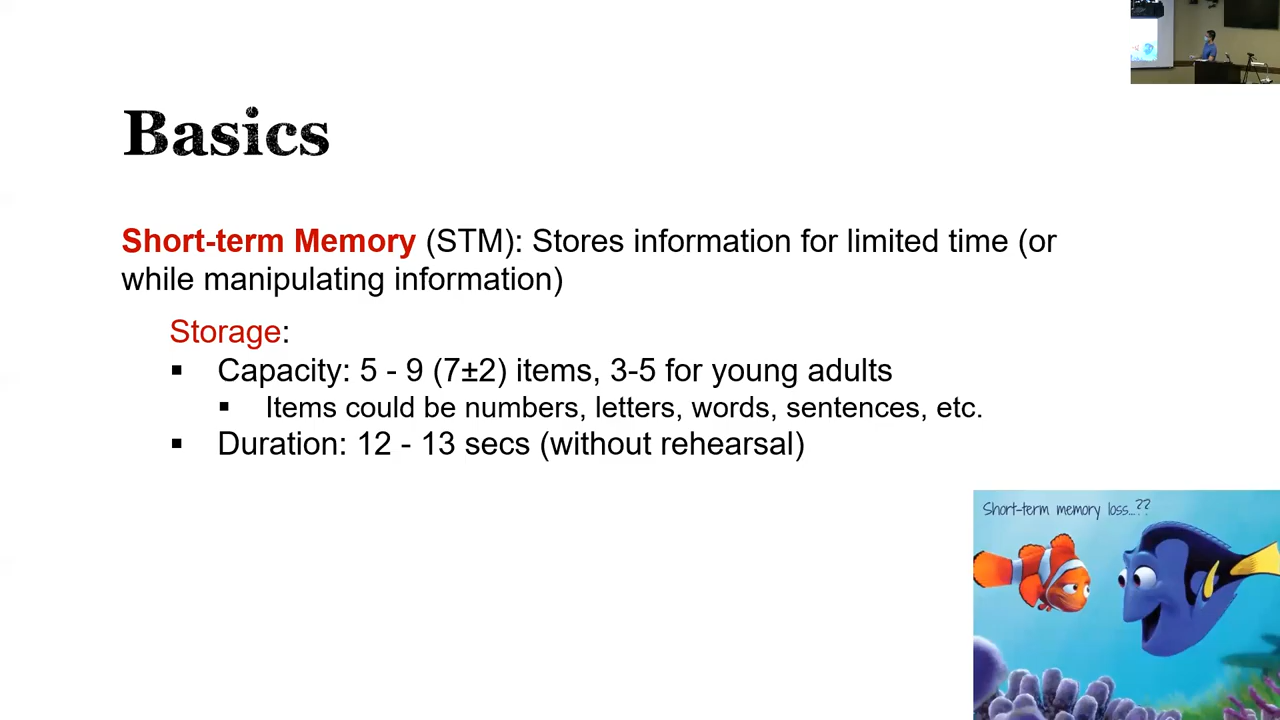 Basics
Short-term Memory (STM): Stores information for limited time (or
while manipulating information)
Storage:
▪ Capacity: 5 - 9 (7±2) items, 3-5 for young adults
▪ Items could be numbers, letters, words, sentences, etc.
▪ Duration: 12 - 13 secs (without rehearsal)
Short-term memory loss...??